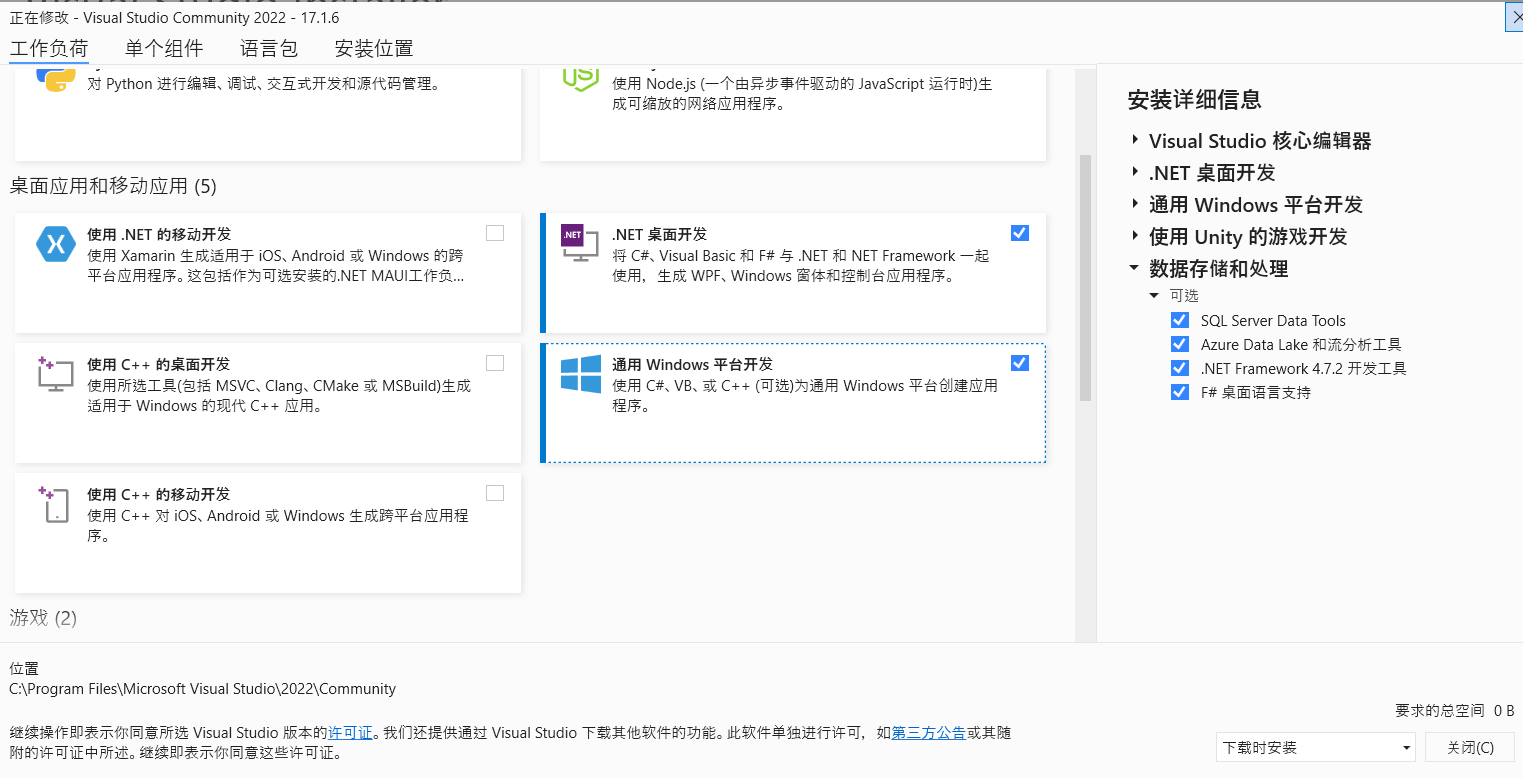 正在修改 - Visual Studio Community 2022 - 17.1.6
工作负荷 单个组件 语言包 安装位置
对 Python 进行编辑、调试、交互式开发和源代码管理。
使用 Node.js (一个由异步事件驱动的 JavaScript 运行时)生
成可缩放的网络应用程序。
桌面应用和移动应用 (5)
使用 .NET 的移动开发
使用 Xamarin 生成适用于 iOS、Android 或 Windows 的跨
平台应用程序。这包括作为可选安装的.NET MAUI工作负...
.NET
.NET 桌面开发
将 C#、Visual Basic 和 F# 与 .NET 和 NET Framework 一起
使用，生成 WPF、Windows 窗体和控制台应用程序。
使用 C++ 的桌面开发
使用所选工具(包括 MSVC、Clang、CMake 或 MSBuild)生成
适用于 Windows 的现代 C++ 应用。
通用 Windows 平台开发
使用 C#、VB、或 C++ (可选)为通用 Windows 平台创建应用
程序。
使用 C++ 的移动开发
使用 C++ 对 iOS、Android 或 Windows 生成跨平台应用程
序。
游戏 (2)
安装详细信息
Visual Studio 核心编辑器
.NET 桌面开发
通用 Windows 平台开发
使用 Unity 的游戏开发
数据存储和处理
可选
SQL Server Data Tools
Azure Data Lake 和流分析工具
.NET Framework 4.7.2 开发工具
F# 桌面语言支持
位置
C:\Program Files\Microsoft Visual Studio\2022\Community
继续操作即表示你同意所选 Visual Studio 版本的许可证。我们还提供通过 Visual Studio 下载其他软件的功能。此软件单独进行许可，如第三方公告或其随
附的许可证中所述。继续即表示你同意这些许可证。
要求的总空间 0 B
下载时安装
关闭(C)